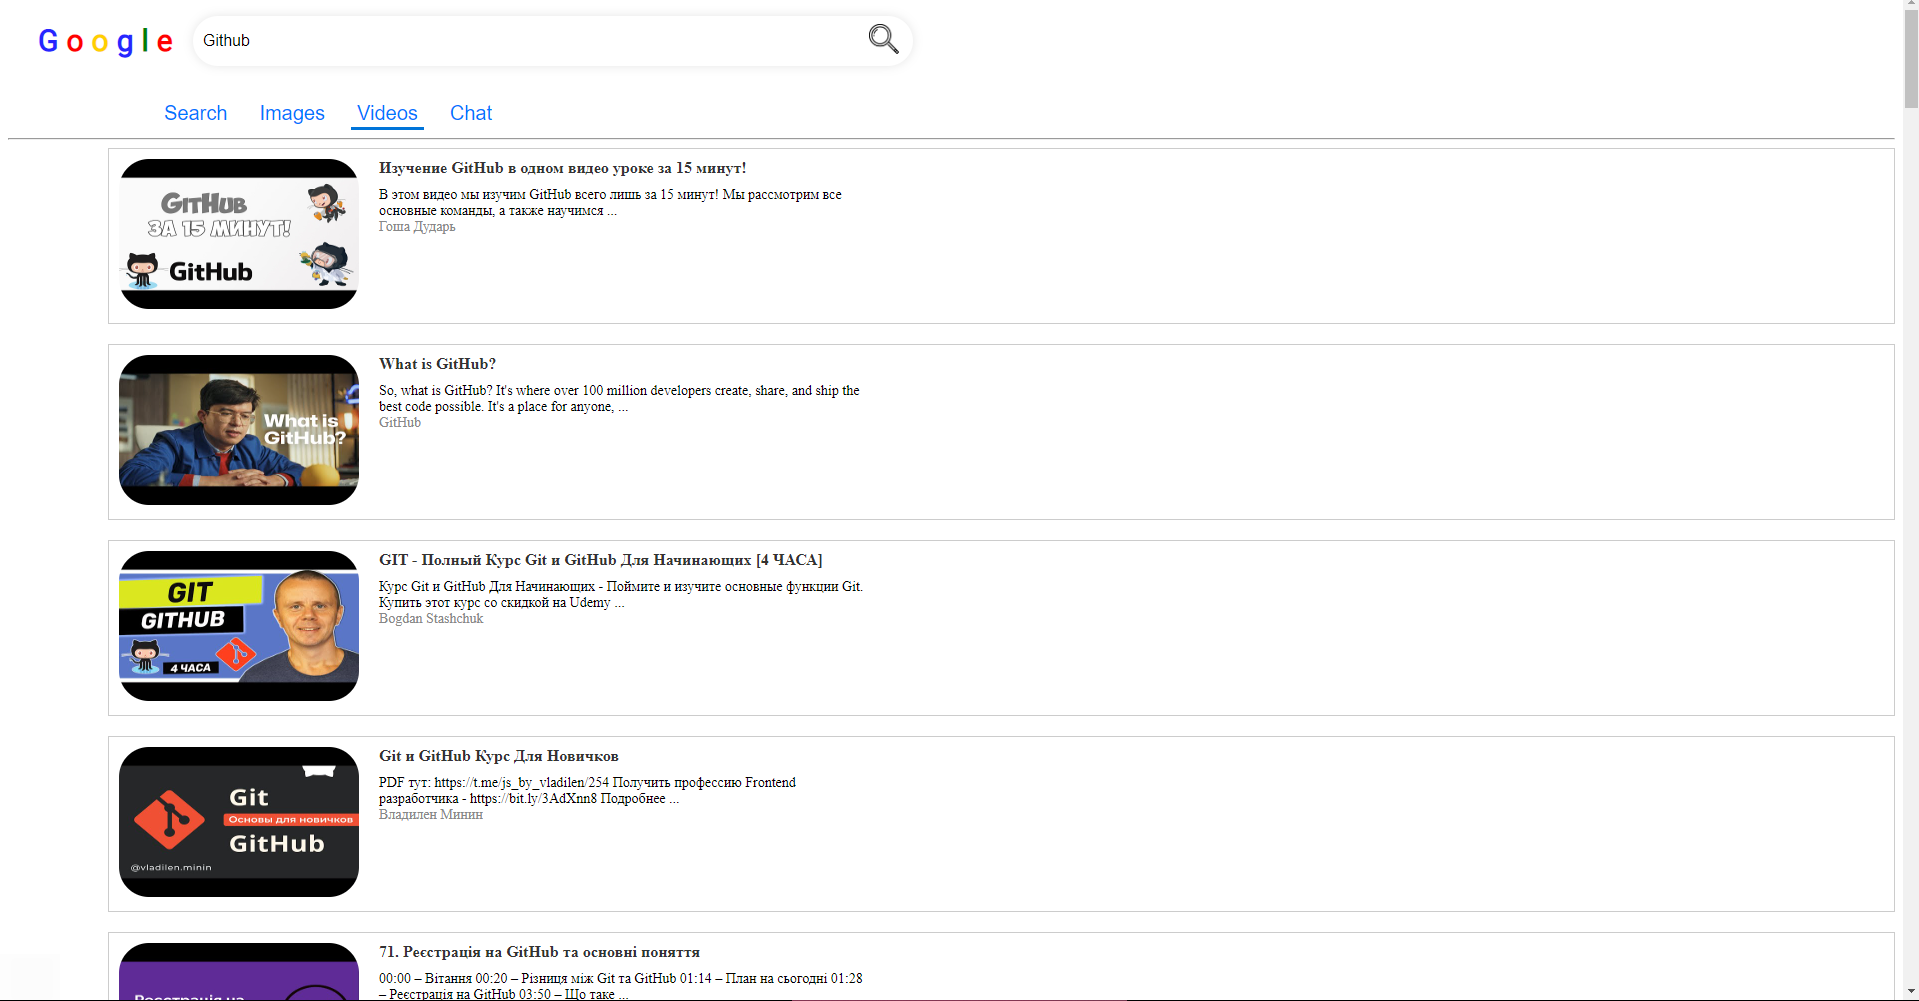 Google
Github
Search Images Videos Chat
GITHUB
ЗА 15 МИНУТ!
GitHub
Изучение GitHub в одном видео уроке за 15 минут!
В этом видео мы изучим GitHub всего лишь за 15 минут! Мы рассмотрим все
основные команды, а также научимся ...
Гоша Дударь
What is
GitHub?
What is GitHub?
So, what is GitHub? It's where over 100 million developers create, share, and ship the
best code possible. It's a place for anyone, ...
GitHub
GIT
GITHUB
4 ЧАСА
GIT - Полный Курс Git и GitHub Для Начинающих [4 ЧАСА]
Курс Git и GitHub Для Начинающих - Поймите и изучите основные функции Git.
Купить этот курс со скидкой на Udemy ...
Bogdan Stashchuk
Git
Основы для новичков
GitHub
@vladilen.minin
Git и GitHub Курс Для Новичков
PDF тут: https://t.me/js_by_vladilen/254 Получить профессию Frontend
разработчика - https://bit.ly/3AdXnn8 Подробнее ...
Владилен Минин
Реєстрація на
71. Реєстрація на GitHub та основні поняття
00:00 – Вітання 00:20 – Різниця між Git та GitHub 01:14 – План на сьогодні 01:28
– Реєстрація на GitHub 03:50 – Що таке ...